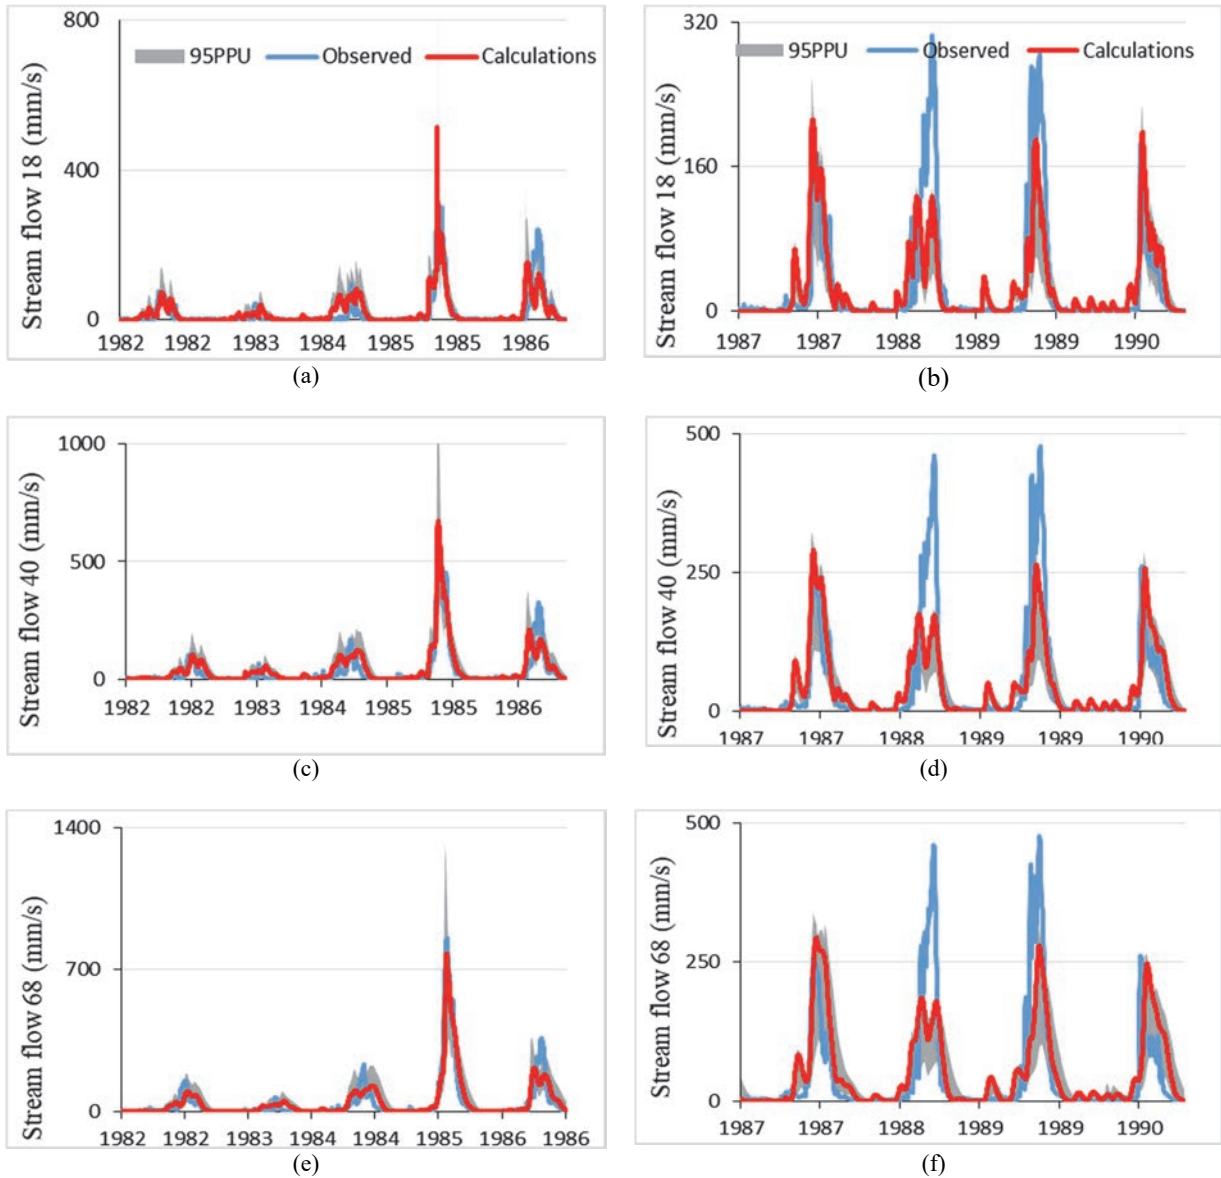 800
400
0
Stream flow 18 (mm/s)
95PPU Observed Calculations
1982 1982 1983 1984 1985 1985 1986
(a)
320
160
0
Stream flow 18 (mm/s)
95PPU Observed Calculations
1987 1987 1988 1989 1989 1990
(b)
1000
500
0
Stream flow 40 (mm/s)
1982 1982 1983 1984 1985 1985 1986
(c)
500
250
0
Stream flow 40 (mm/s)
1987 1987 1988 1989 1989 1990
(d)
1400
700
0
Stream flow 68 (mm/s)
1982 1982 1983 1984 1984 1985 1986 1986
(e)
500
250
0
Stream flow 68 (mm/s)
1987 1987 1988 1989 1989 1990
(f)